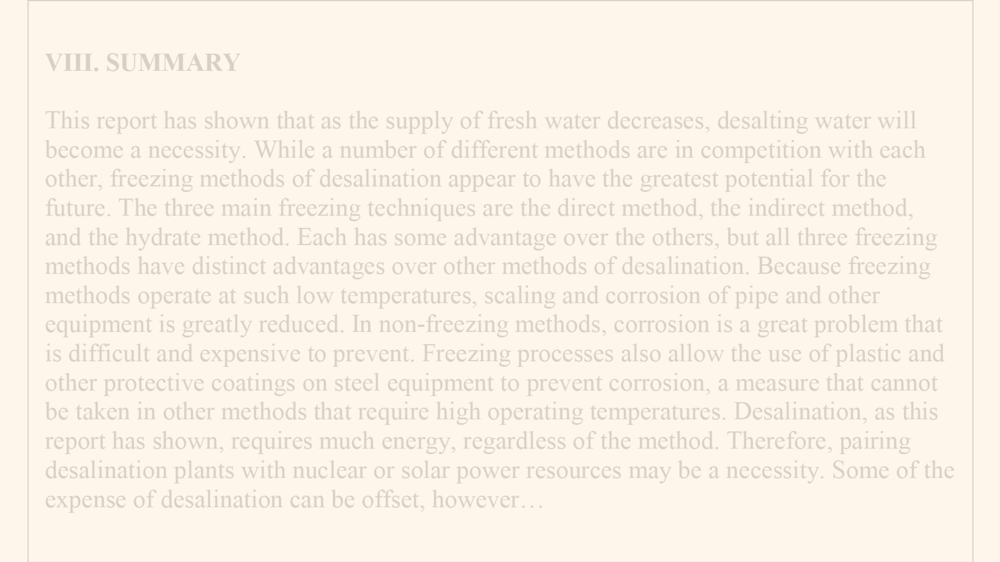 VIII. SUMMARY
This report has shown that as the supply of fresh water decreases, desalting water will
become a necessity. While a number of different methods are in competition with each
other, freezing methods of desalination appear to have the greatest potential for the
future. The three main freezing techniques are the direct method, the indirect method,
and the hydrate method. Each has some advantage over the others, but all three freezing
methods have distinct advantages over other methods of desalination. Because freezing
methods operate at such low temperatures, scaling and corrosion of pipe and other
equipment is greatly reduced. In non-freezing methods, corrosion is a great problem that
is difficult and expensive to prevent. Freezing processes also allow the use of plastic and
other protective coatings on steel equipment to prevent corrosion, a measure that cannot
be taken in other methods that require high operating temperatures. Desalination, as this
report has shown, requires much energy, regardless of the method. Therefore, pairing
desalination plants with nuclear or solar power resources may be a necessity. Some of the
expense of desalination can be offset, however…